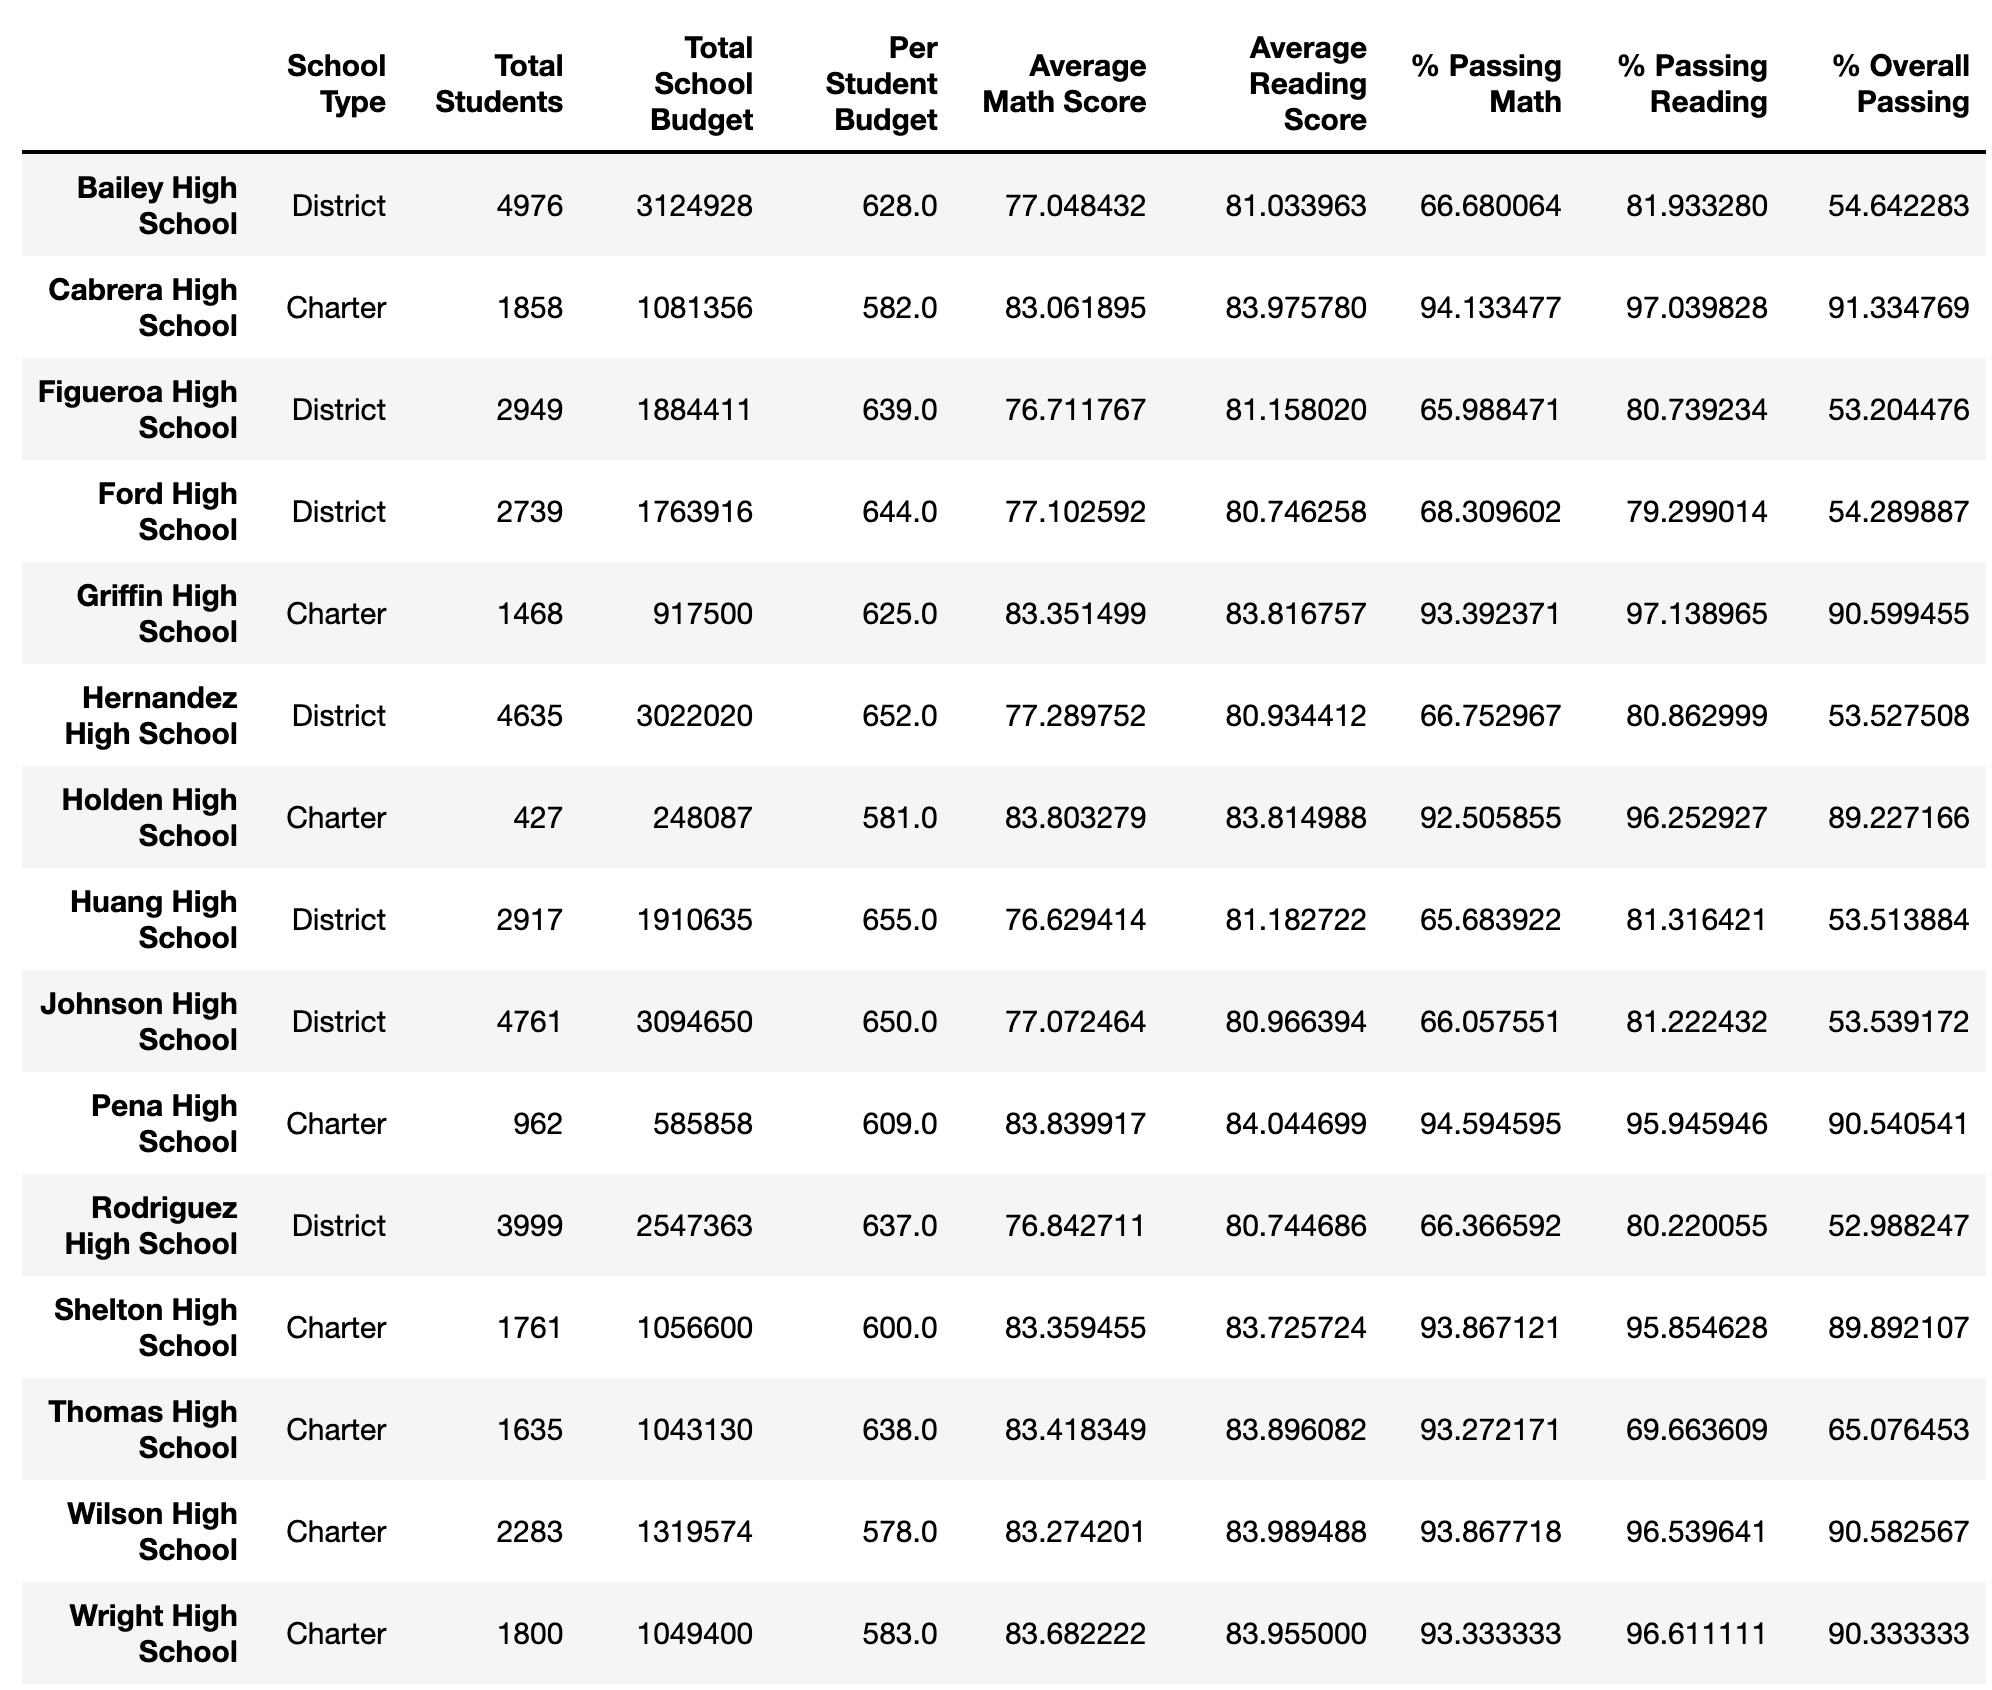 School Type Total Students Total School Budget Per Student Budget Average Math Score Average Reading Score % Passing Math % Passing Reading % Overall Passing
Bailey High School District 4976 3124928 628.0 77.048432 81.033963 66.680064 81.933280 54.642283
Cabrera High School Charter 1858 1081356 582.0 83.061895 83.975780 94.133477 97.039828 91.334769
Figueroa High School District 2949 1884411 639.0 76.711767 81.158020 65.988471 80.739234 53.204476
Ford High School District 2739 1763916 644.0 77.102592 80.746258 68.309602 79.299014 54.289887
Griffin High School Charter 1468 917500 625.0 83.351499 83.816757 93.392371 97.138965 90.599455
Hernandez High School District 4635 3022020 652.0 77.289752 80.934412 66.752967 80.862999 53.527508
Holden High School Charter 427 248087 581.0 83.803279 83.814988 92.505855 96.252927 89.227166
Huang High School District 2917 1910635 655.0 76.629414 81.182722 65.683922 81.316421 53.513884
Johnson High School District 4761 3094650 650.0 77.072464 80.966394 66.057551 81.222432 53.539172
Pena High School Charter 962 585858 609.0 83.839917 84.044699 94.594595 95.945946 90.540541
Rodriguez High School District 3999 2547363 637.0 76.842711 80.744686 66.366592 80.220055 52.988247
Shelton High School Charter 1761 1056600 600.0 83.359455 83.725724 93.867121 95.854628 89.892107
Thomas High School Charter 1635 1043130 638.0 83.418349 83.896082 93.272171 69.663609 65.076453
Wilson High School Charter 2283 1319574 578.0 83.274201 83.989488 93.867718 96.539641 90.582567
Wright High School Charter 1800 1049400 583.0 83.682222 83.955000 93.333333 96.611111 90.333333